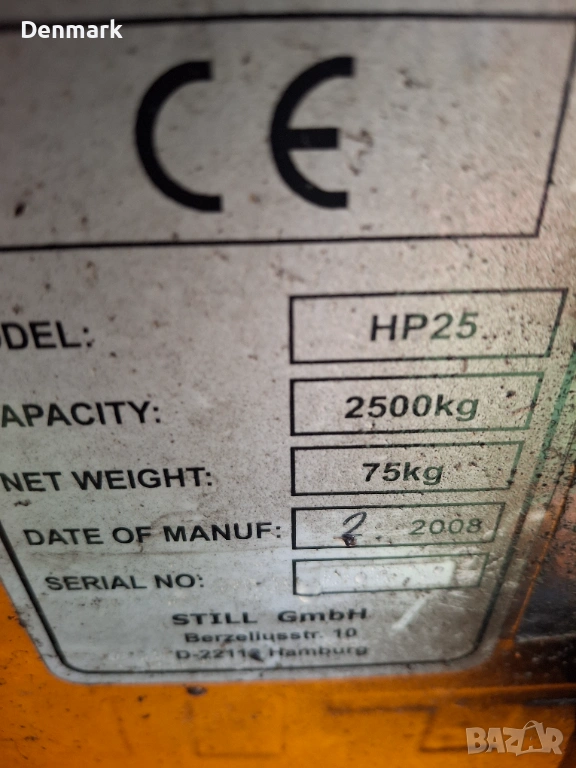 Denmark
CE
ODEL: HP25
APACITY: 2500kg
NET WEIGHT: 75kg
DATE OF MANUF: 2 2008
SERIAL NO:
STILL GmbH
Berzeliusstr. 10
Hamburg
BAZAR